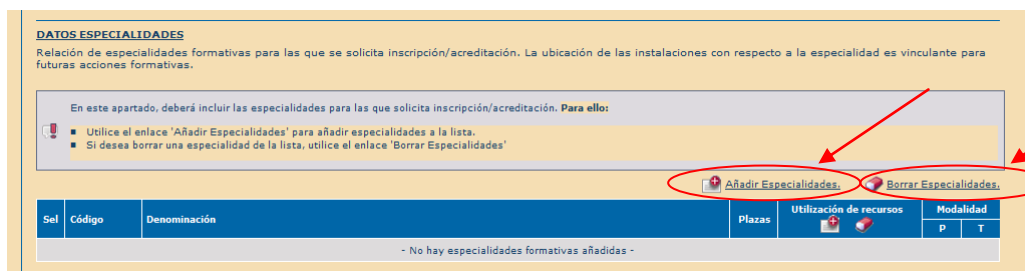 DATOS ESPECIALIDADES
Relación de especialidades formativas para las que se solicita inscripción/acreditación. La ubicación de las instalaciones con respecto a la especialidad es vinculante para
futuras acciones formativas.
En este apartado, deberá incluir las especialidades para las que solicita inscripción/acreditación. Para ello:
Utilice el enlace 'Añadir Especialidades' para añadir especialidades a la lista.
Si desea borrar una especialidad de la lista, utilice el enlace 'Borrar Especialidades'
Añadir Especialidades. Borrar Especialidades.
Sel Código Denominación Plazas Utilización de recursos Modalidad
P T
- No hay especialidades formativas añadidas -